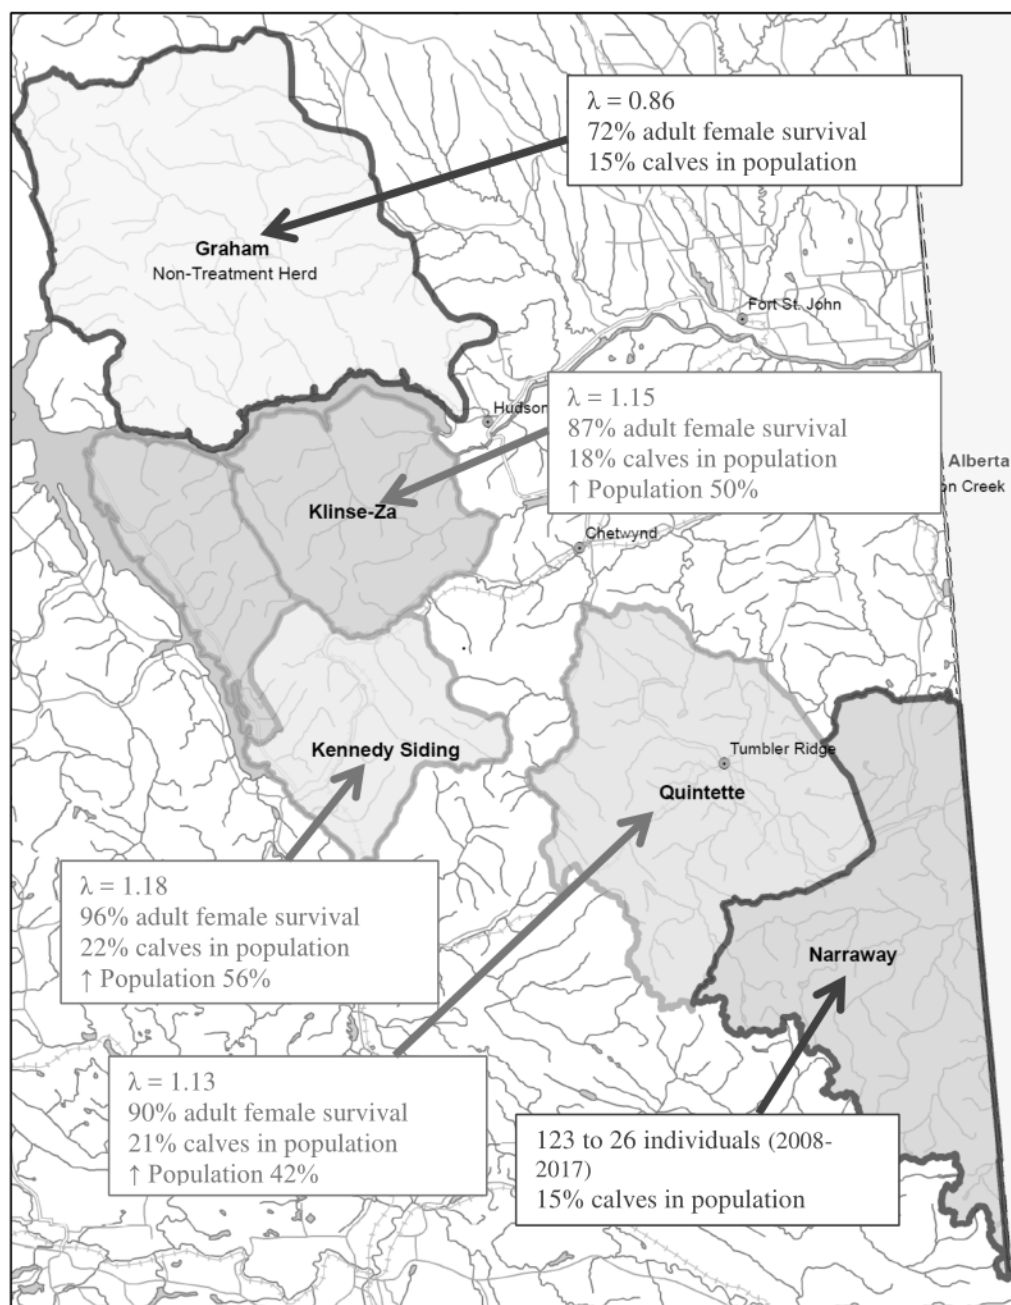 λ = 0.86
72% adult female survival
15% calves in population
Graham
Non-Treatment Herd
Fort St. John
λ = 1.15
87% adult female survival
18% calves in population
↑ Population 50%
Hudson
Alberta
on Creek
Klinse-Za
Chetwynd
Kennedy Siding
Tumbler Ridge
Quintette
λ = 1.18
96% adult female survival
22% calves in population
↑ Population 56%
Narraway
λ = 1.13
90% adult female survival
21% calves in population
↑ Population 42%
123 to 26 individuals (2008-
2017)
15% calves in population